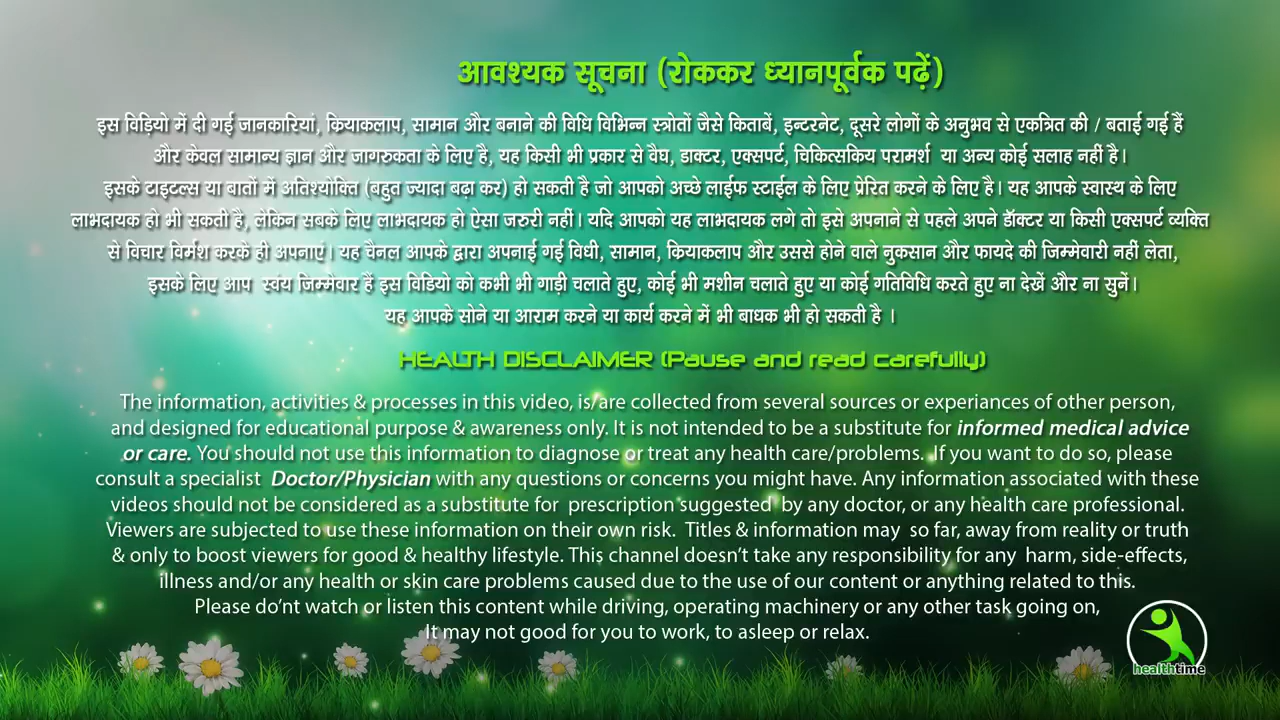 आवश्यक सूचना (रोककर ध्यानपूर्वक पढ़ें)
इस विड़ियो में दी गई जानकारियां, क्रियाकलाप, सामान और बनाने की विधि विभिन्न स्त्रोतों जैसे किताबें, इन्टरनेट, दूसरे लोगों के अनुभव से एकत्रित की / बताई गई हैं
और केवल सामान्य ज्ञान और जागरुकता के लिए है, यह किसी भी प्रकार से वैघ, डाक्टर, एक्सपर्ट, चिकित्सकिय परामर्श या अन्य कोई सलाह नहीं है।
इसके टाइटल्स या बातों में अतिश्योक्ति (बहुत ज्यादा बढ़ा कर) हो सकती है जो आपको अच्छे लाईफ स्टाईल के लिए प्रेरित करने के लिए है। यह आपके स्वास्थ के लिए
लाभदायक हो भी सकती है, लेकिन सबके लिए लाभदायक हो ऐसा जरुरी नहीं। यदि आपको यह लाभदायक लगे तो इसे अपनाने से पहले अपने डॉक्टर या किसी एक्सपर्ट व्यक्ति
से विचार विर्मश करके ही अपनाएं। यह चैनल आपके द्वारा अपनाई गई विधी, सामान, क्रियाकलाप और उससे होने वाले नुकसान और फायदे की जिम्मेवारी नहीं लेता,
इसके लिए आप स्वंय जिम्मेवार हैं इस विडियो को कभी भी गाड़ी चलाते हुए, कोई भी मशीन चलाते हुए या कोई गतिविधि करते हुए ना देखें और ना सुनें।
यह आपके सोने या आराम करने या कार्य करने में भी बाधक भी हो सकती है ।
HEALTH DISCLAIMER (Pause and read carefully)
The information, activities & processes in this video, is/are collected from several sources or experiances of other person,
and designed for educational purpose & awareness only. It is not intended to be a substitute for informed medical advice
or care. You should not use this information to diagnose or treat any health care/problems. If you want to do so, please
consult a specialist Doctor/Physician with any questions or concerns you might have. Any information associated with these
videos should not be considered as a substitute for prescription suggested by any doctor, or any health care professional.
Viewers are subjected to use these information on their own risk. Titles & information may so far, away from reality or truth
& only to boost viewers for good & healthy lifestyle. This channel doesn't take any responsibility for any harm, side-effects,
illness and/or any health or skin care problems caused due to the use of our content or anything related to this.
Please do'nt watch or listen this content while driving, operating machinery or any other task going on,
It may not good for you to work, to asleep or relax.
healthtime